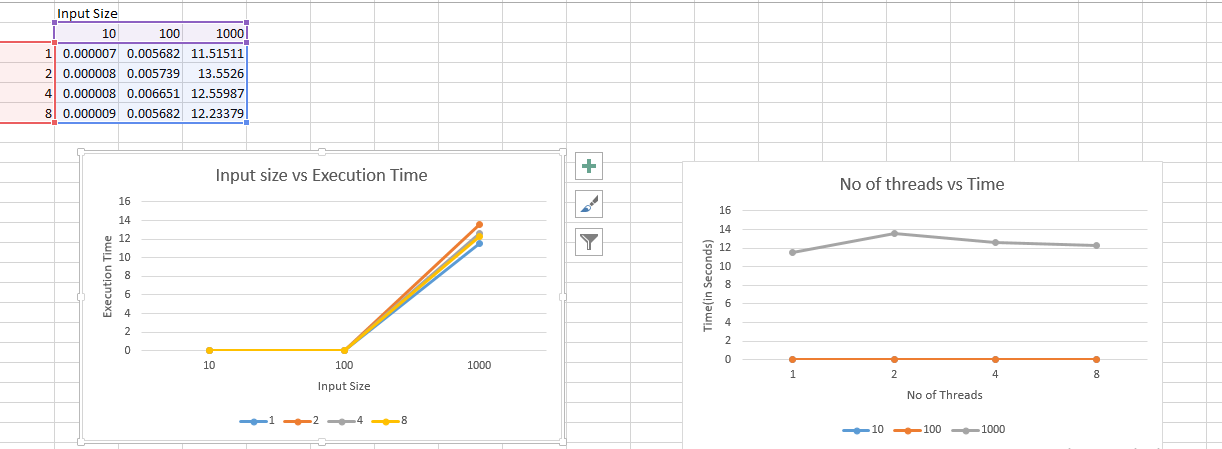 Input Size
10 100 1000
1 0.000007 0.005682 11.51511
2 0.000008 0.005739 13.5526
4 0.000008 0.006651 12.55987
8 0.000009 0.005682 12.23379
Input size vs Execution Time
Execution Time
16
14
12
10
8
6
4
2
0
10 100 1000
Input Size
1 2 4 8
No of threads vs Time
Time(in Seconds)
16
14
12
10
8
6
4
2
0
1 2 4 8
No of Threads
10 100 1000